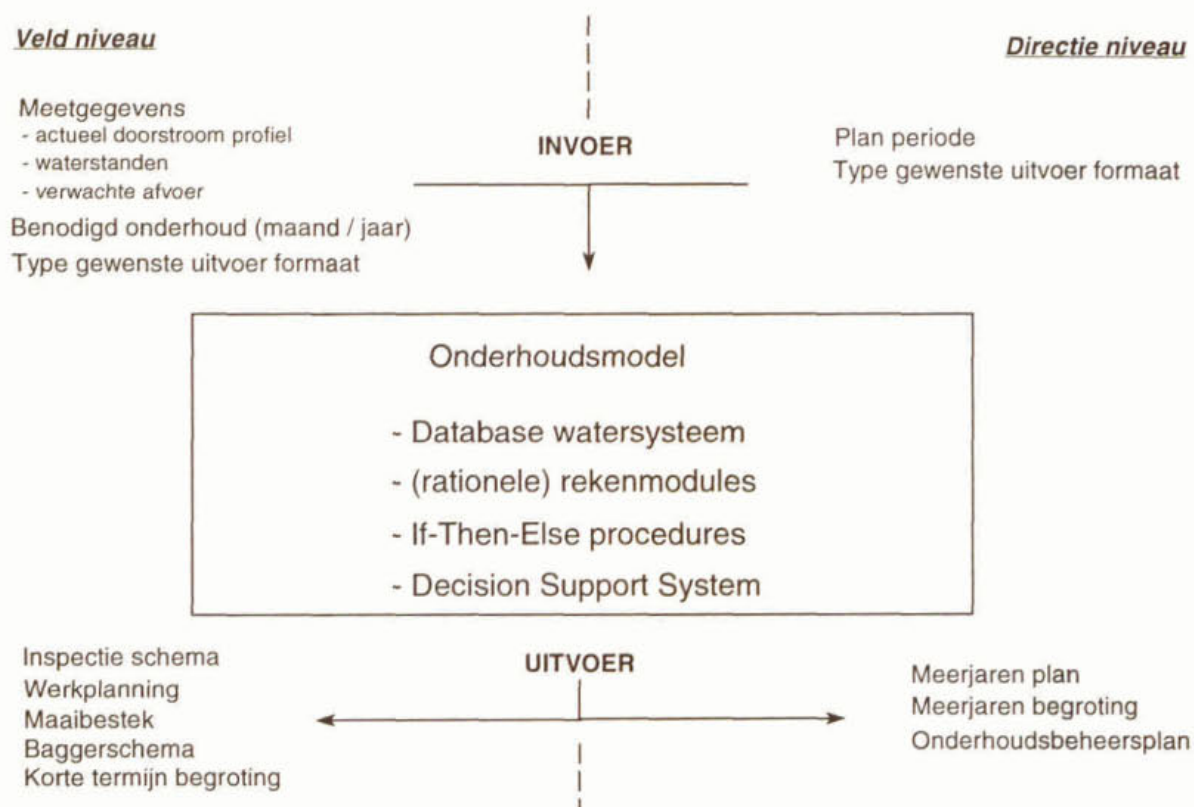 Veld niveau
Directie niveau
Meetgegevens
- actueel doorstroom profiel
- waterstanden
- verwachte afvoer
Benodigd onderhoud (maand / jaar)
Type gewenste uitvoer formaat
INVOER
Plan periode
Type gewenste uitvoer formaat
Onderhoudsmodel
- Database watersysteem
- (rationele) rekenmodules
- If-Then-Else procedures
- Decision Support System
Inspectie schema
Werkplanning
Maaibestek
Baggerschema
Korte termijn begroting
UITVOER
Meerjaren plan
Meerjaren begroting
Onderhoudsbeheersplan